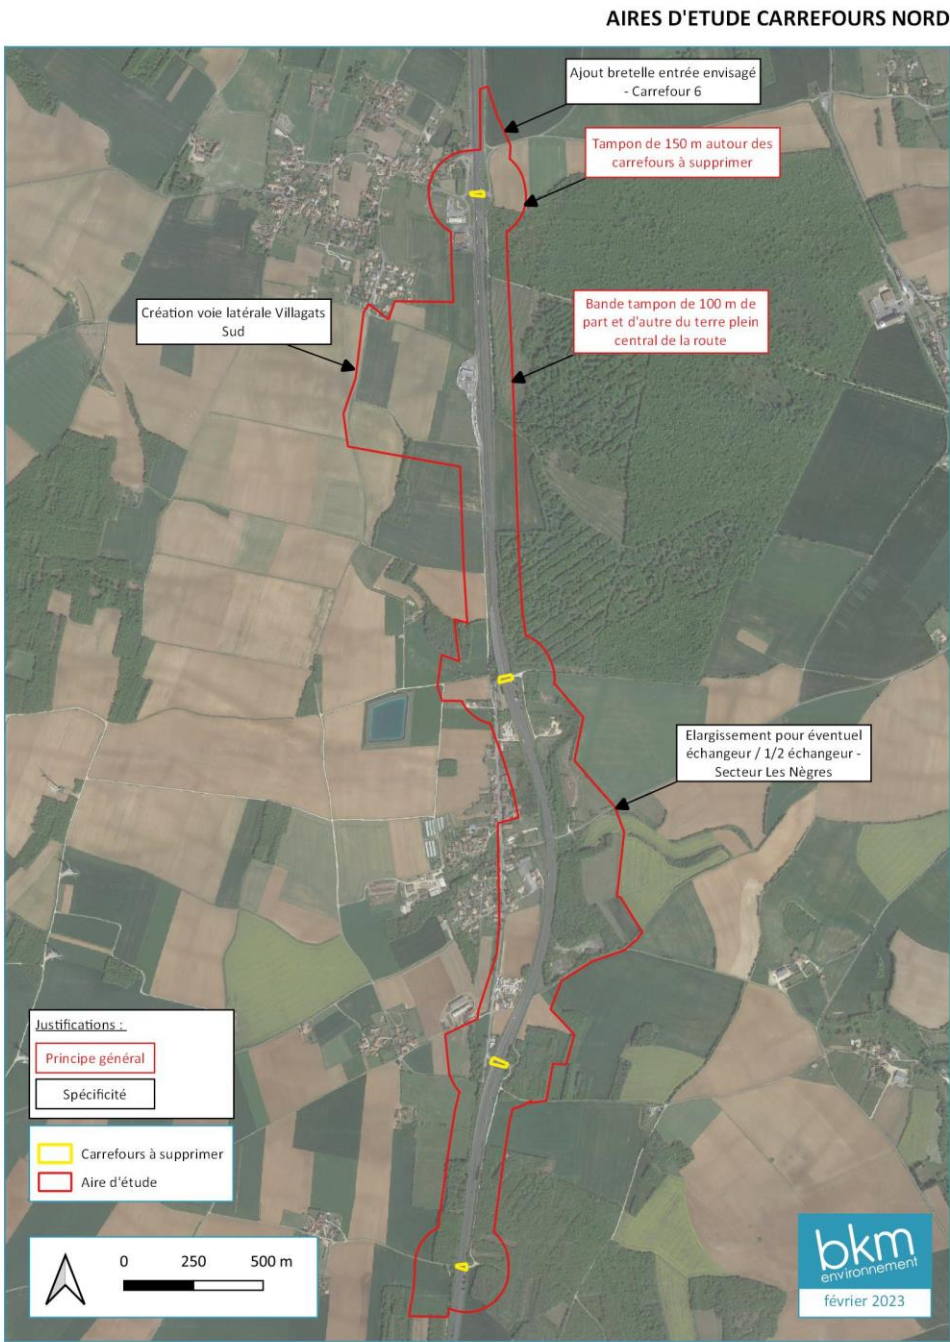 AIRES D'ETUDE CARREFOURS NORD
Ajout bretelle entrée envisagé
- Carrefour 6
Tampon de 150 m autour des
carrefours à supprimer
Création voie latérale Villagats
Sud
Bande tampon de 100 m de
part et d'autre du terre plein
central de la route
Elargissement pour éventuel
échangeur / 1/2 échangeur -
Secteur Les Nègres
Justifications :
Principe général
Spécificité
Carrefours à supprimer
Aire d'étude
0 250 500 m
bkm
environnement
février 2023